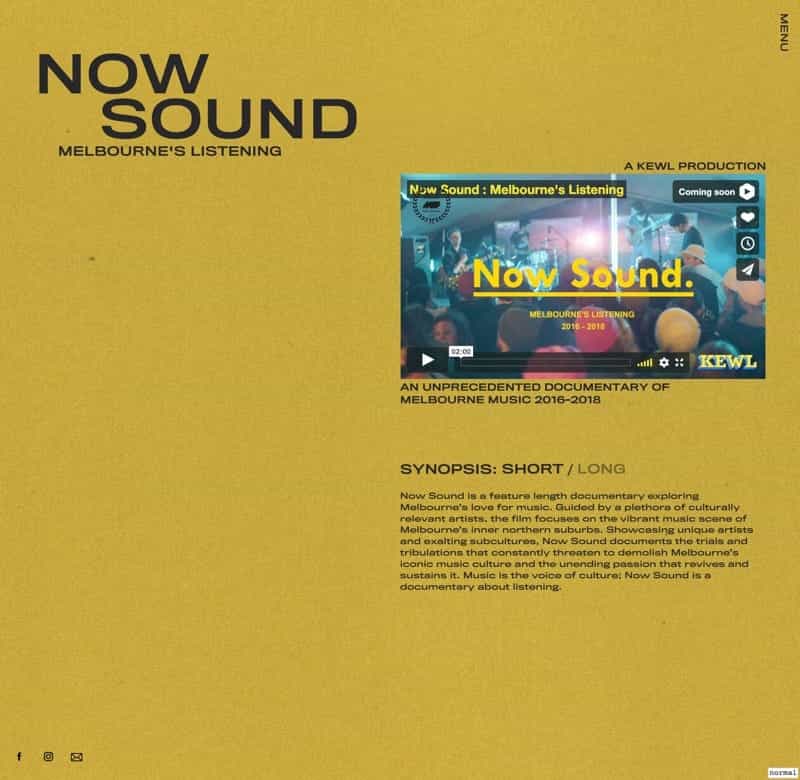 MENU
NOW
SOUND
MELBOURNE'S LISTENING
A KEWL PRODUCTION
Now Sound : Melbourne's Listening
Coming soon
Now Sound.
MELBOURNE'S LISTENING
2016 - 2018
02:00
KEWL
AN UNPRECEDENTED DOCUMENTARY OF
MELBOURNE MUSIC 2016-2018
SYNOPSIS: SHORT / LONG
Now Sound is a feature length documentary exploring
Melbourne's love for music. Guided by a plethora of culturally
relevant artists, the film focuses on the vibrant music scene of
Melbourne's inner northern suburbs. Showcasing unique artists
and exalting subcultures, Now Sound documents the trials and
tribulations that constantly threaten to demolish Melbourne's
iconic music culture and the unending passion that revives and
sustains it. Music is the voice of culture; Now Sound is a
documentary about listening.
normal